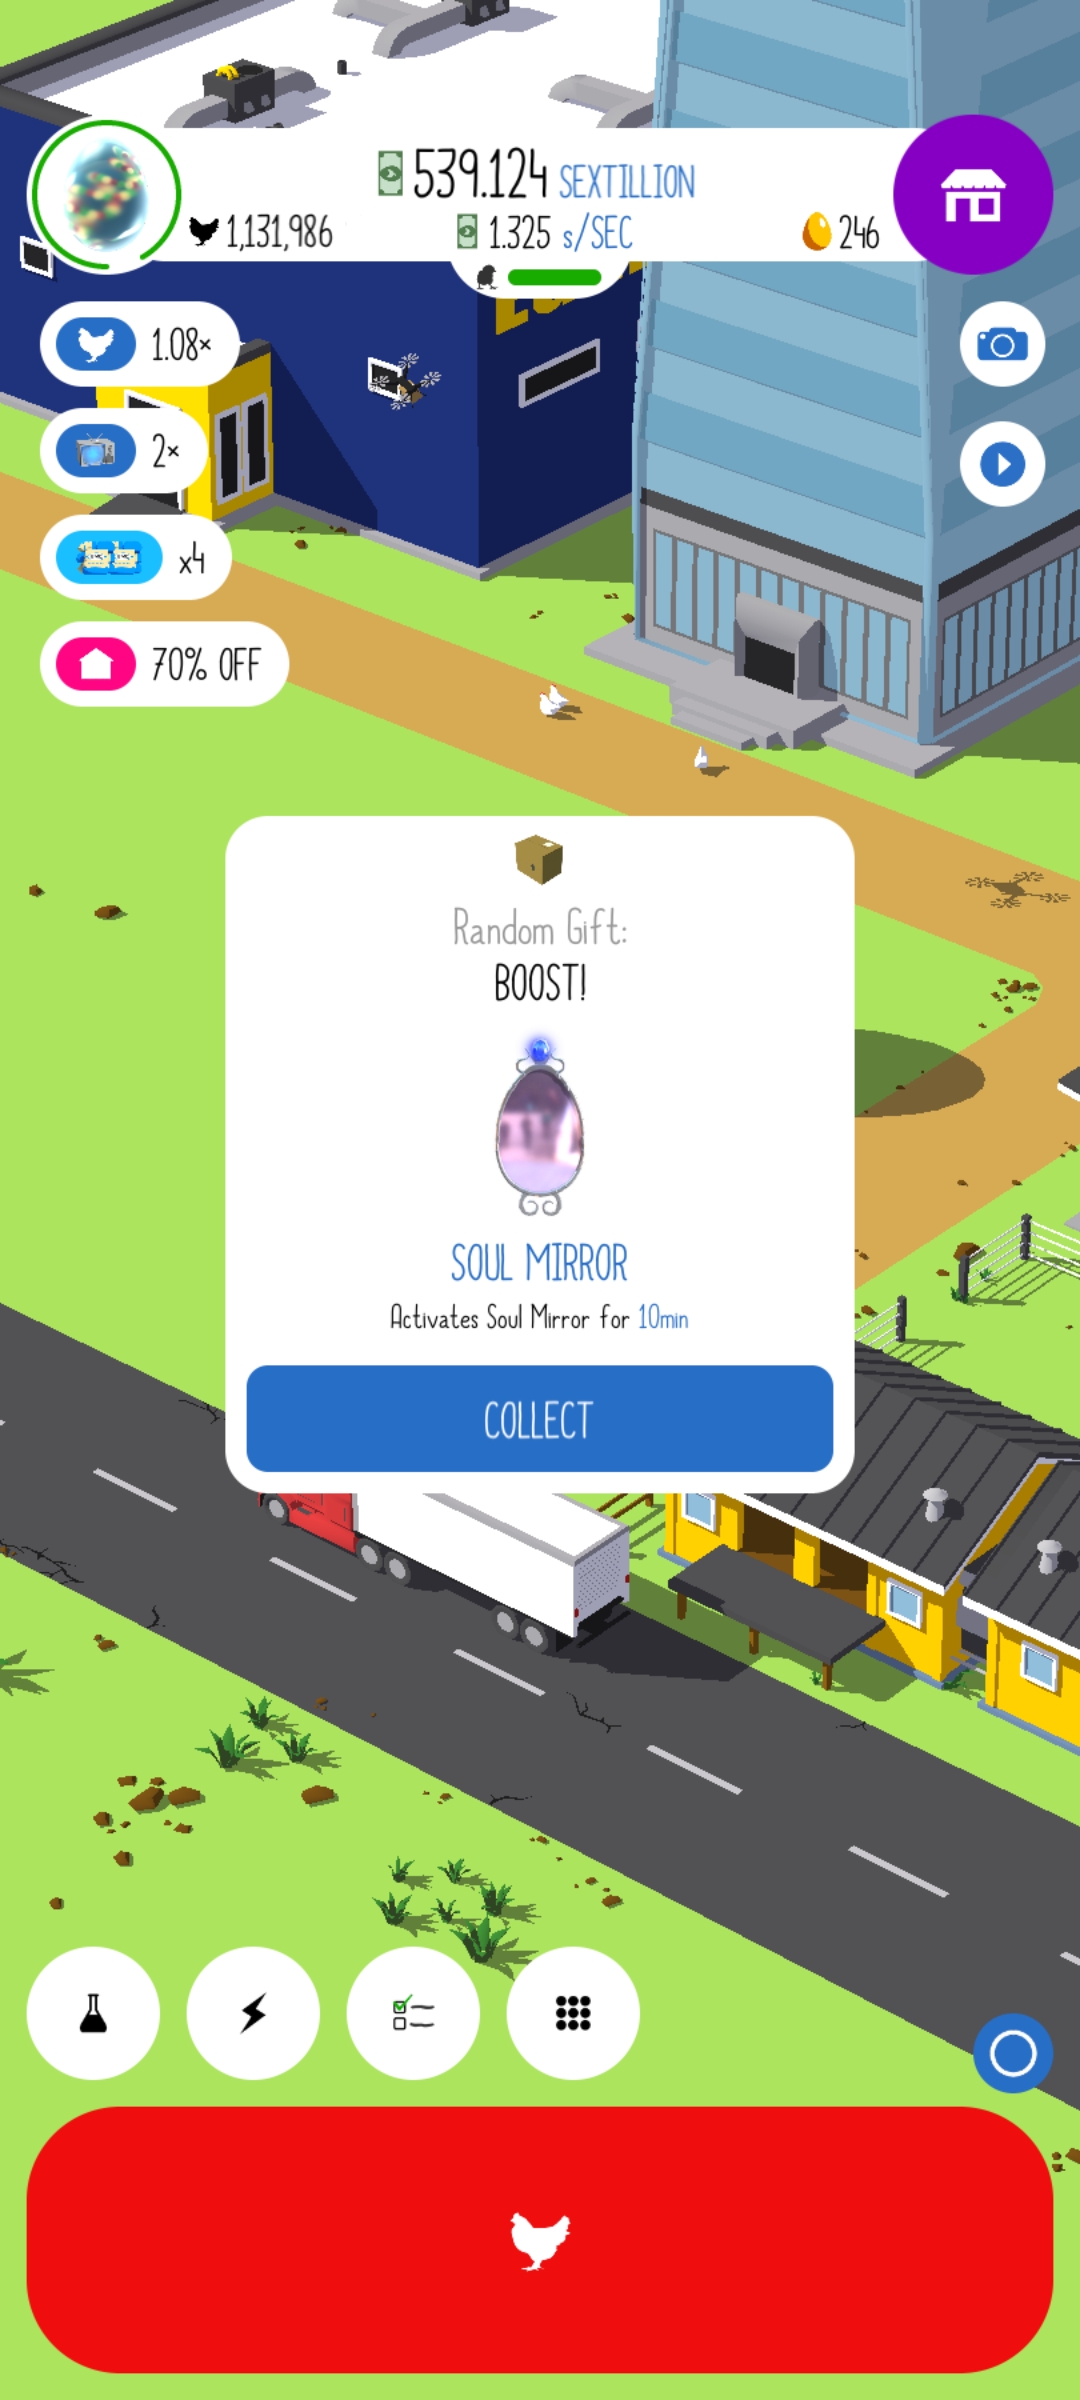 539.124 SEXTILLION
1,131,986
1.325 s/SEC
246
1.08×
2×
x4
70% OFF
Random Gift:
BOOST!
SOUL MIRROR
Activates Soul Mirror for 10min
COLLECT